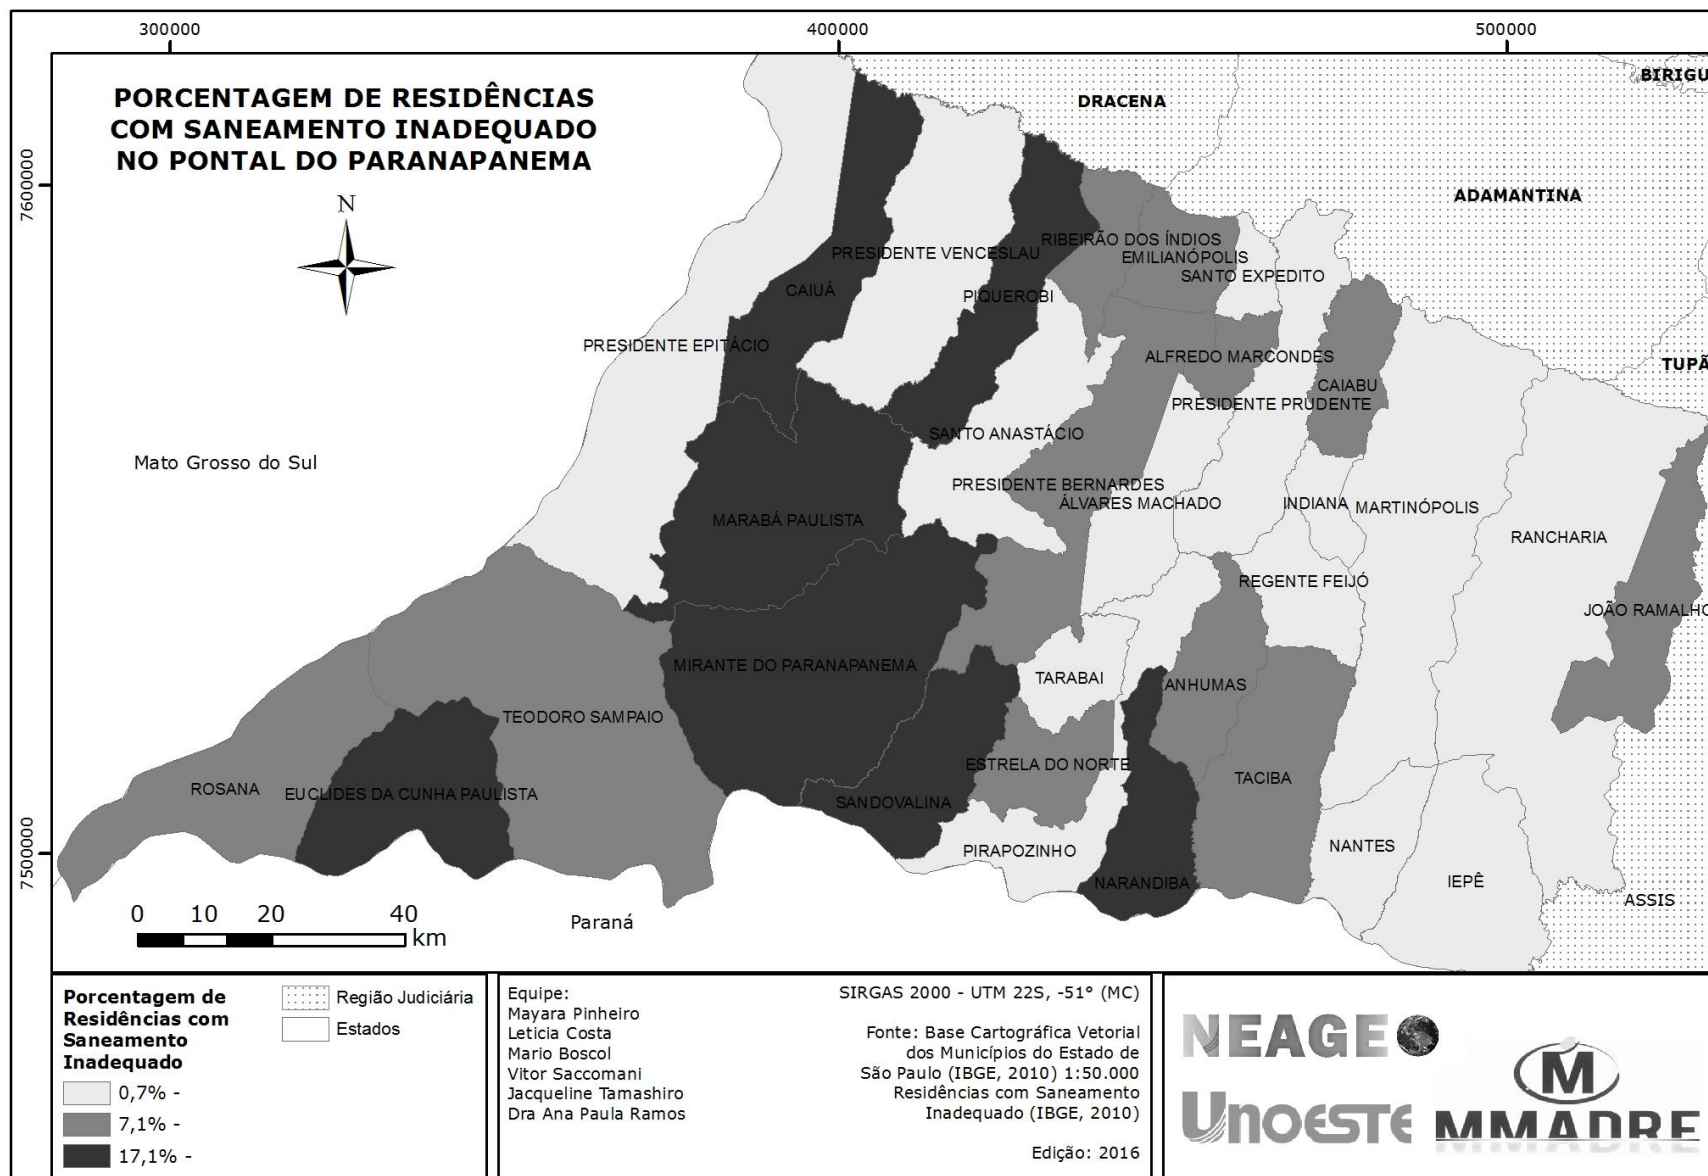 300000
400000
500000
PORCENTAGEM DE RESIDÊNCIAS
COM SANEAMENTO INADEQUADO
NO PONTAL DO PARANAPANEMA
N
7600000
7500000
BIRIGU
DRACENA
ADAMANTINA
TUPÃ
RIBEIRÃO DOS ÍNDIOS
PRESIDENTE VENCESLAU
EMILIANÓPOLIS
SANTO EXPEDITO
CAIUÁ
PIQUEROBI
PRESIDENTE EPITÁCIO
ALFREDO MARCONDES
CAIABU
PRESIDENTE PRUDENTE
SANTO ANASTÁCIO
Mato Grosso do Sul
PRESIDENTE BERNARDES
ÁLVARES MACHADO
INDIANA
MARTINÓPOLIS
MARABÁ PAULISTA
RANCHARIA
REGENTE FEIJÓ
JOÃO RAMALHO
MIRANTE DO PARANAPANEMA
TARABAI
ANHUMAS
TEODORO SAMPAIO
ESTRELA DO NORTE
TACIBA
ROSANA
EUCLIDES DA CUNHA PAULISTA
SANDOVALINA
NANTES
PIRAPOZINHO
NARANDIBA
IEPÊ
ASSIS
Paraná
0 10 20 40
km
Porcentagem de
Residências com
Saneamento
Inadequado
0,7% -
7,1% -
17,1% -
Região Judiciária
Estados
Equipe:
Mayara Pinheiro
Leticia Costa
Mario Boscol
Vitor Saccomani
Jacqueline Tamashiro
Dra Ana Paula Ramos
SIRGAS 2000 - UTM 22S, -51° (MC)
Fonte: Base Cartográfica Vetorial
dos Municípios do Estado de
São Paulo (IBGE, 2010) 1:50.000
Residências com Saneamento
Inadequado (IBGE, 2010)
Edição: 2016
NEAGEO
UNOESTE
M
MMADRE